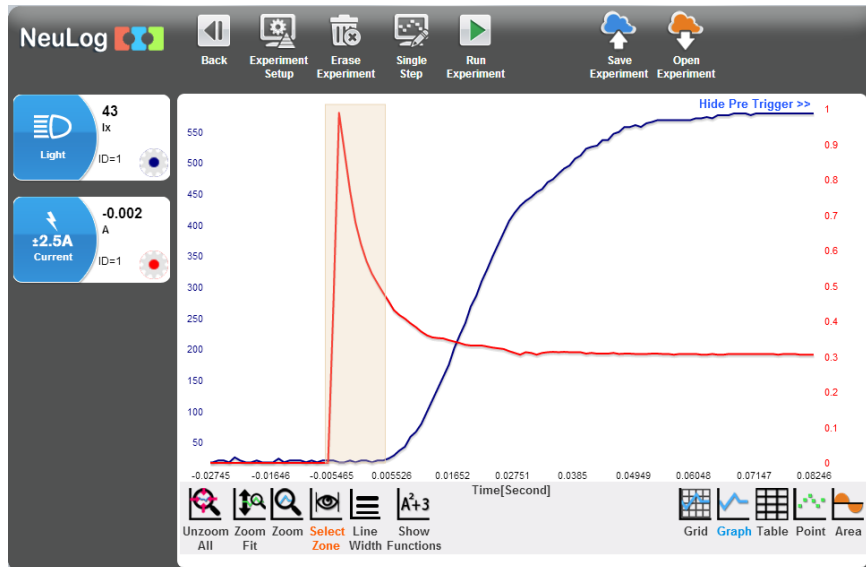 NeuLog
Back
Experiment
Setup
Erase
Experiment
Single
Step
Run
Experiment
Save
Experiment
Open
Experiment
43
lx
Light
ID=1
-0.002
A
±2.5A
Current
ID=1
Hide Pre Trigger >>
550
500
450
400
350
300
250
200
150
100
50
1
0.9
0.8
0.7
0.6
0.5
0.4
0.3
0.2
0.1
0
-0.02745 -0.01646 -0.005465 0.005526 0.01652 0.02751 0.0385 0.04949 0.06048 0.07147 0.08246
Time[Second]
A²+3
Unzoom
All
Zoom
Fit
Zoom
Select
Zone
Line
Width
Show
Functions
Grid
Graph
Table
Point
Area